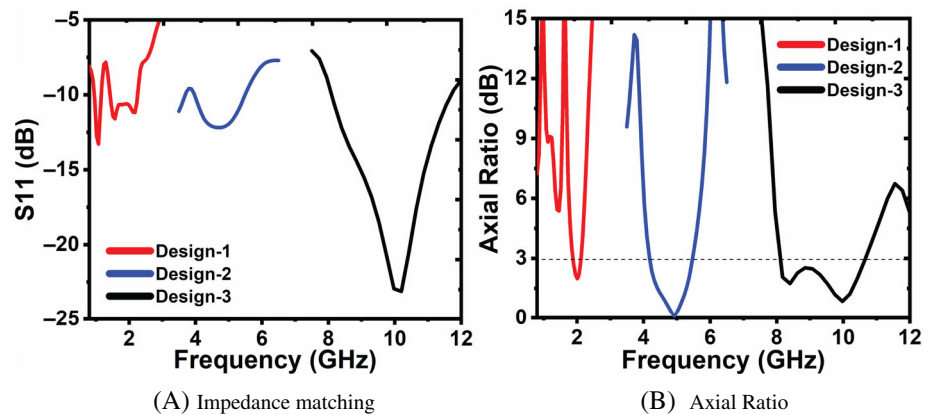 −5
−10
−15
−20
−25
S11 (dB)
Design-1
Design-2
Design-3
2 4 6 8 10 12
Frequency (GHz)
(A) Impedance matching
15
12
9
6
3
0
Axial Ratio (dB)
Design-1
Design-2
Design-3
2 4 6 8 10 12
Frequency (GHz)
(B) Axial Ratio